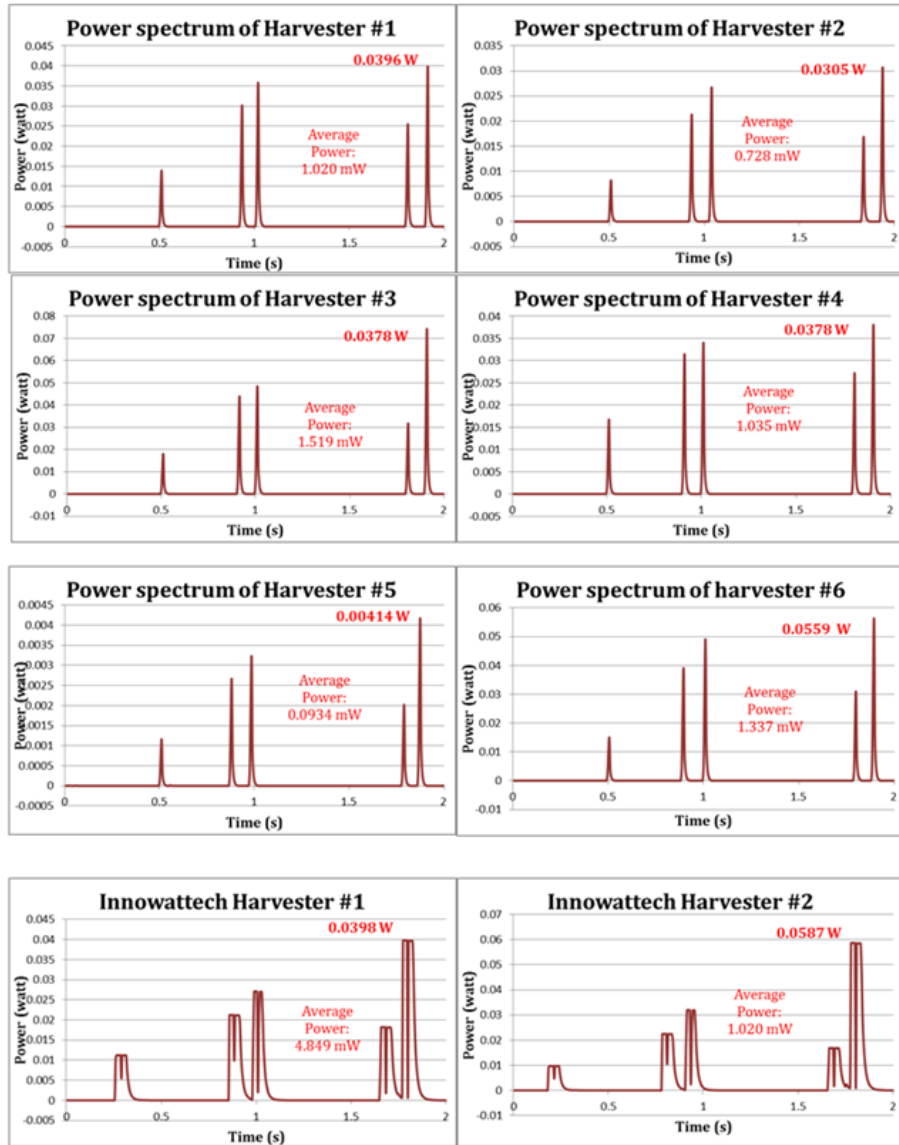 Power spectrum of Harvester #1
Power (watt)
0.045
0.04
0.035
0.03
0.025
0.02
0.015
0.01
0.005
0
-0.005
0.0396 W
Average
Power:
1.020 mW
0 0.5 1 1.5 2
Time (s)
Power spectrum of Harvester #2
Power (watt)
0.035
0.03
0.025
0.02
0.015
0.01
0.005
0
-0.005
0.0305 W
Average
Power:
0.728 mW
0 0.5 1 1.5 2
Time (s)
Power spectrum of Harvester #3
Power (watt)
0.08
0.07
0.06
0.05
0.04
0.03
0.02
0.01
0
-0.01
0.0378 W
Average
Power:
1.519 mW
0 0.5 1 1.5 2
Time (s)
Power spectrum of Harvester #4
Power (watt)
0.04
0.035
0.03
0.025
0.02
0.015
0.01
0.005
0
-0.005
0.0378 W
Average
Power:
1.035 mW
0 0.5 1 1.5 2
Time (s)
Power spectrum of Harvester #5
Power (watt)
0.0045
0.004
0.0035
0.003
0.0025
0.002
0.0015
0.001
0.0005
0
-0.0005
0.00414 W
Average
Power:
0.0934 mW
0 0.5 1 1.5 2
Time (s)
Power spectrum of harvester #6
Power (watt)
0.06
0.05
0.04
0.03
0.02
0.01
0
-0.01
0.0559 W
Average
Power:
1.337 mW
0 0.5 1 1.5 2
Time (s)
Innowattech Harvester #1
Power (watt)
0.045
0.04
0.035
0.03
0.025
0.02
0.015
0.01
0.005
0
-0.005
0.0398 W
Average
Power:
4.849 mW
0 0.5 1 1.5 2
Time (s)
Innowattech Harvester #2
Power (watt)
0.07
0.06
0.05
0.04
0.03
0.02
0.01
0
-0.01
0.0587 W
Average
Power:
1.020 mW
0 0.5 1 1.5 2
Time (s)